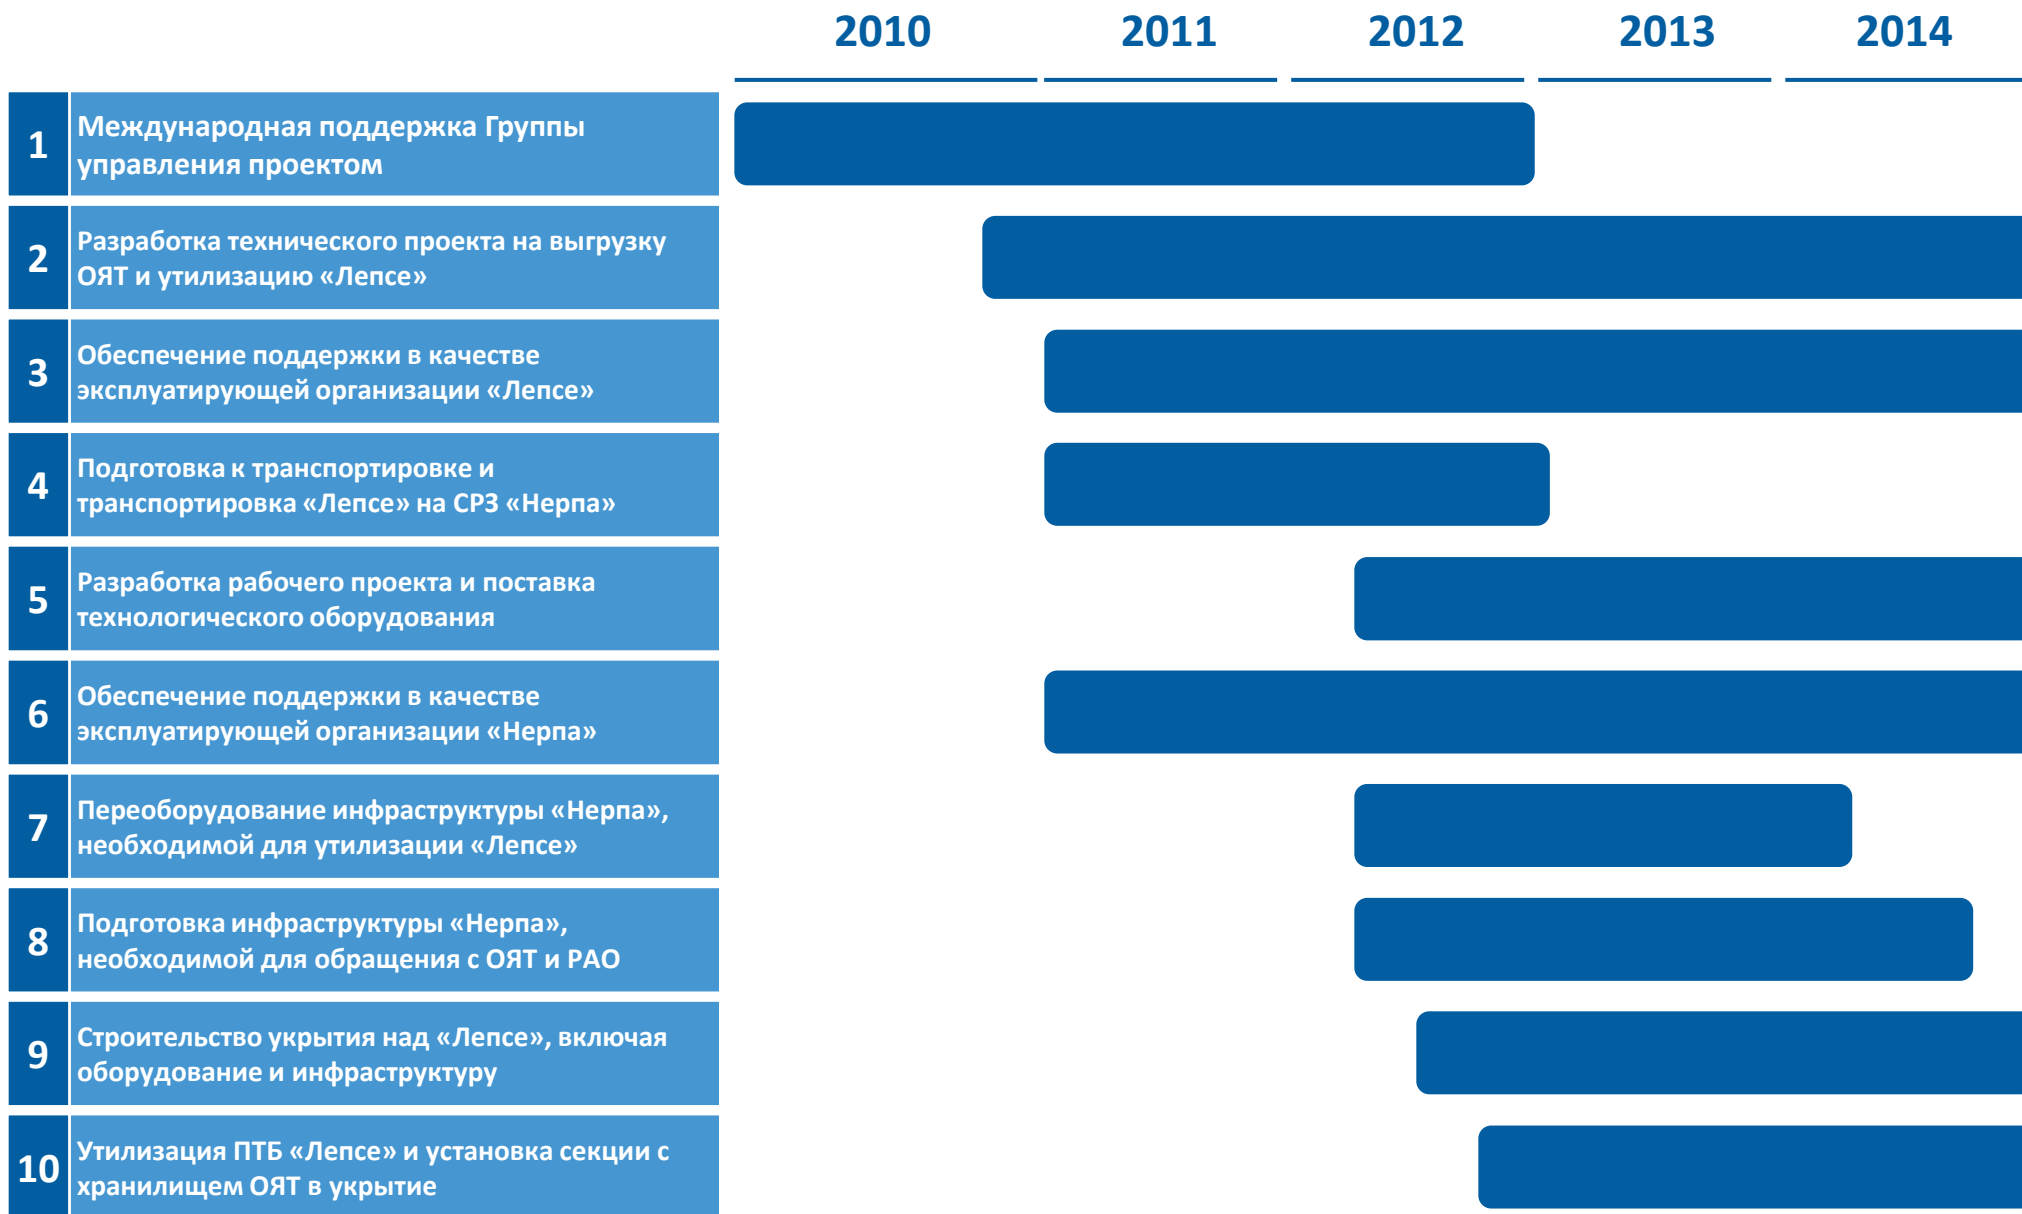 2010 2011 2012 2013 2014
1
Международная поддержка Группы
управления проектом
2
Разработка технического проекта на выгрузку
ОЯТ и утилизацию «Лепсе»
3
Обеспечение поддержки в качестве
эксплуатирующей организации «Лепсе»
4
Подготовка к транспортировке и
транспортировка «Лепсе» на СРЗ «Нерпа»
5
Разработка рабочего проекта и поставка
технологического оборудования
6
Обеспечение поддержки в качестве
эксплуатирующей организации «Нерпа»
7
Переоборудование инфраструктуры «Нерпа»,
необходимой для утилизации «Лепсе»
8
Подготовка инфраструктуры «Нерпа»,
необходимой для обращения с ОЯТ и РАО
9
Строительство укрытия над «Лепсе», включая
оборудование и инфраструктуру
10
Утилизация ПТБ «Лепсе» и установка секции с
хранилищем ОЯТ в укрытие